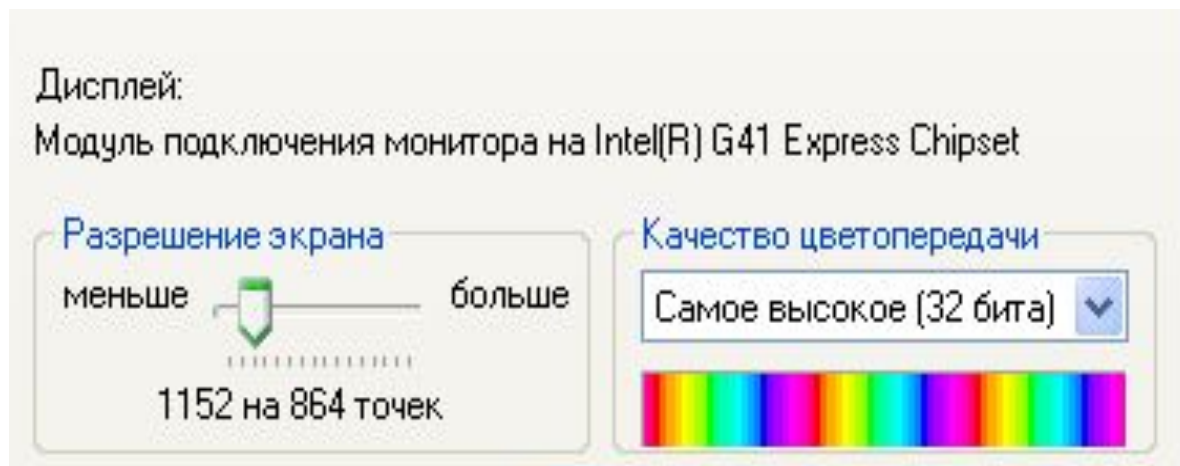 Дисплей:
Модуль подключения монитора на Intel(R) G41 Express Chipset
Разрешение экрана
меньше больше
1152 на 864 точек
Качество цветопередачи
Самое высокое (32 бита)